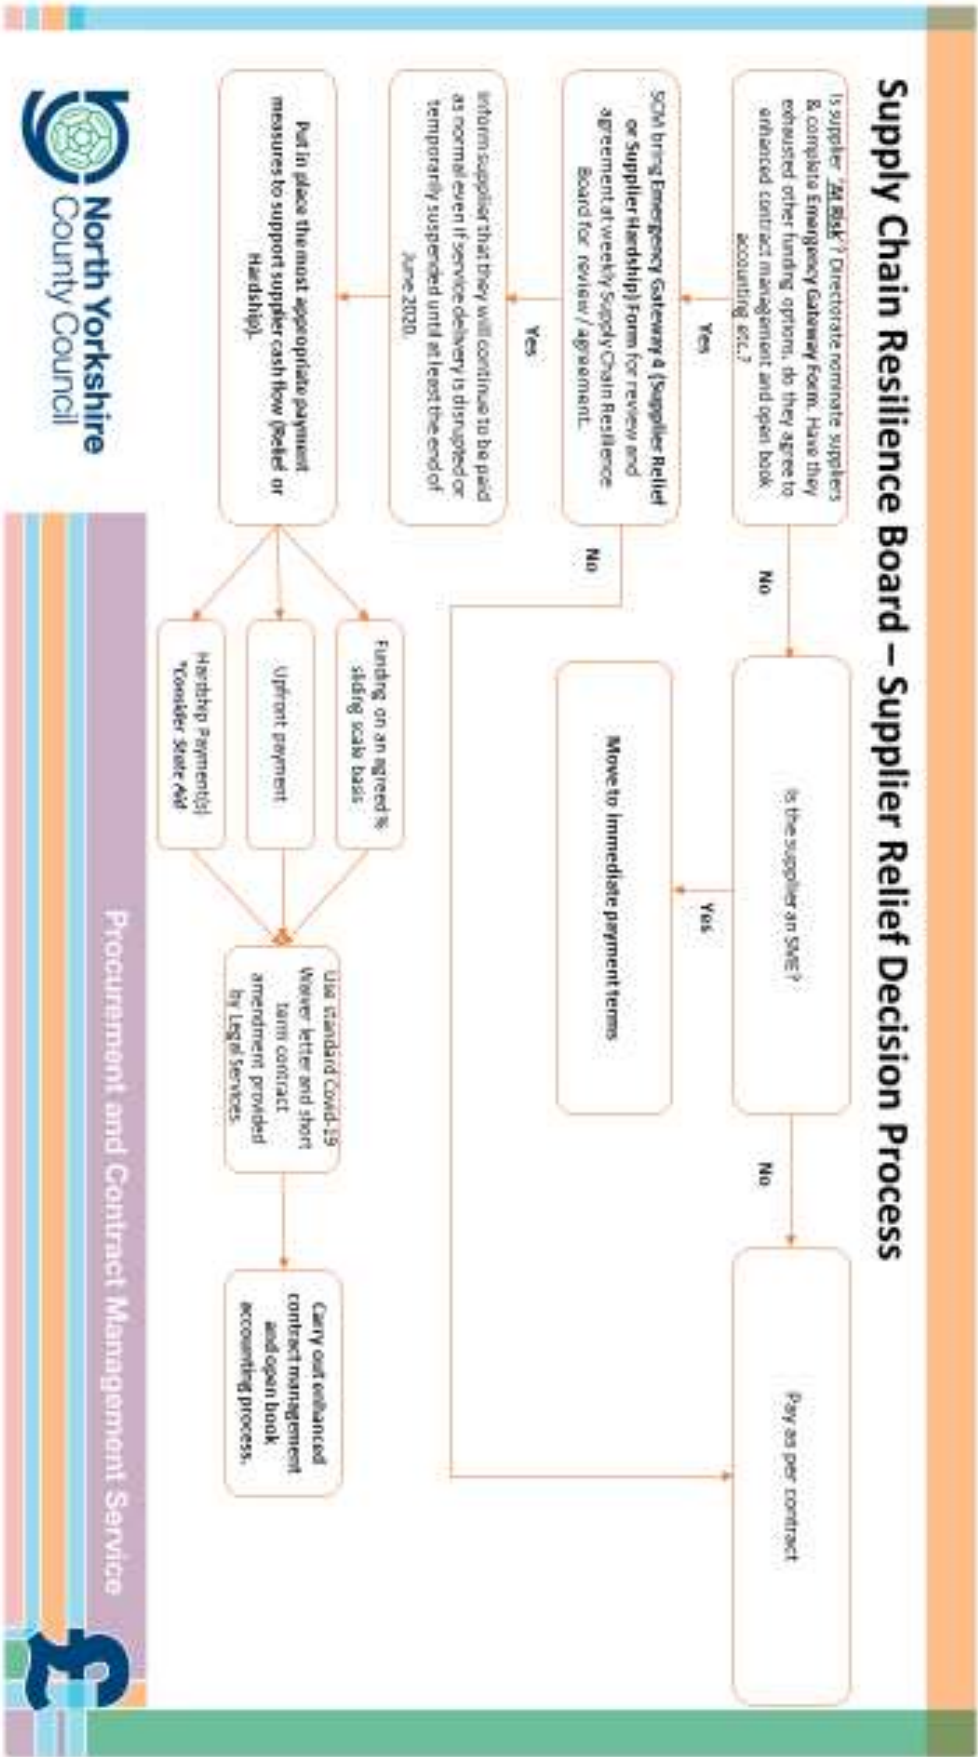 Supply Chain Resilience Board – Supplier Relief Decision Process
Is supplier "At Risk"? Directorate nominate suppliers
& complete Emergency Gateway Form. Have they
exhausted other funding options, do they agree to
enhanced contract management and open book
accounting etc.?
No
Is the supplier an SME?
No
Pay as per contract
Yes
Yes
SCM bring Emergency Gateway 4 (Supplier Relief
or Supplier Hardship) Form for review and
agreement at weekly Supply Chain Resilience
Board for review / agreement.
No
Move to immediate payment terms
Yes
Inform supplier that they will continue to be paid
as normal even if service delivery is disrupted or
temporarily suspended until at least the end of
June 2020.
Put in place the most appropriate payment
measures to support supplier cash flow (Relief or
Hardship).
Funding on an agreed %
sliding scale basis
Upfront payment
Hardship Payment(s)
*Consider State Aid
Use standard Covid-19
Waiver letter and short
term contract
amendment provided
by Legal Services.
Carry out enhanced
contract management
and open book
accounting process.
North Yorkshire
County Council
Procurement and Contract Management Service
£